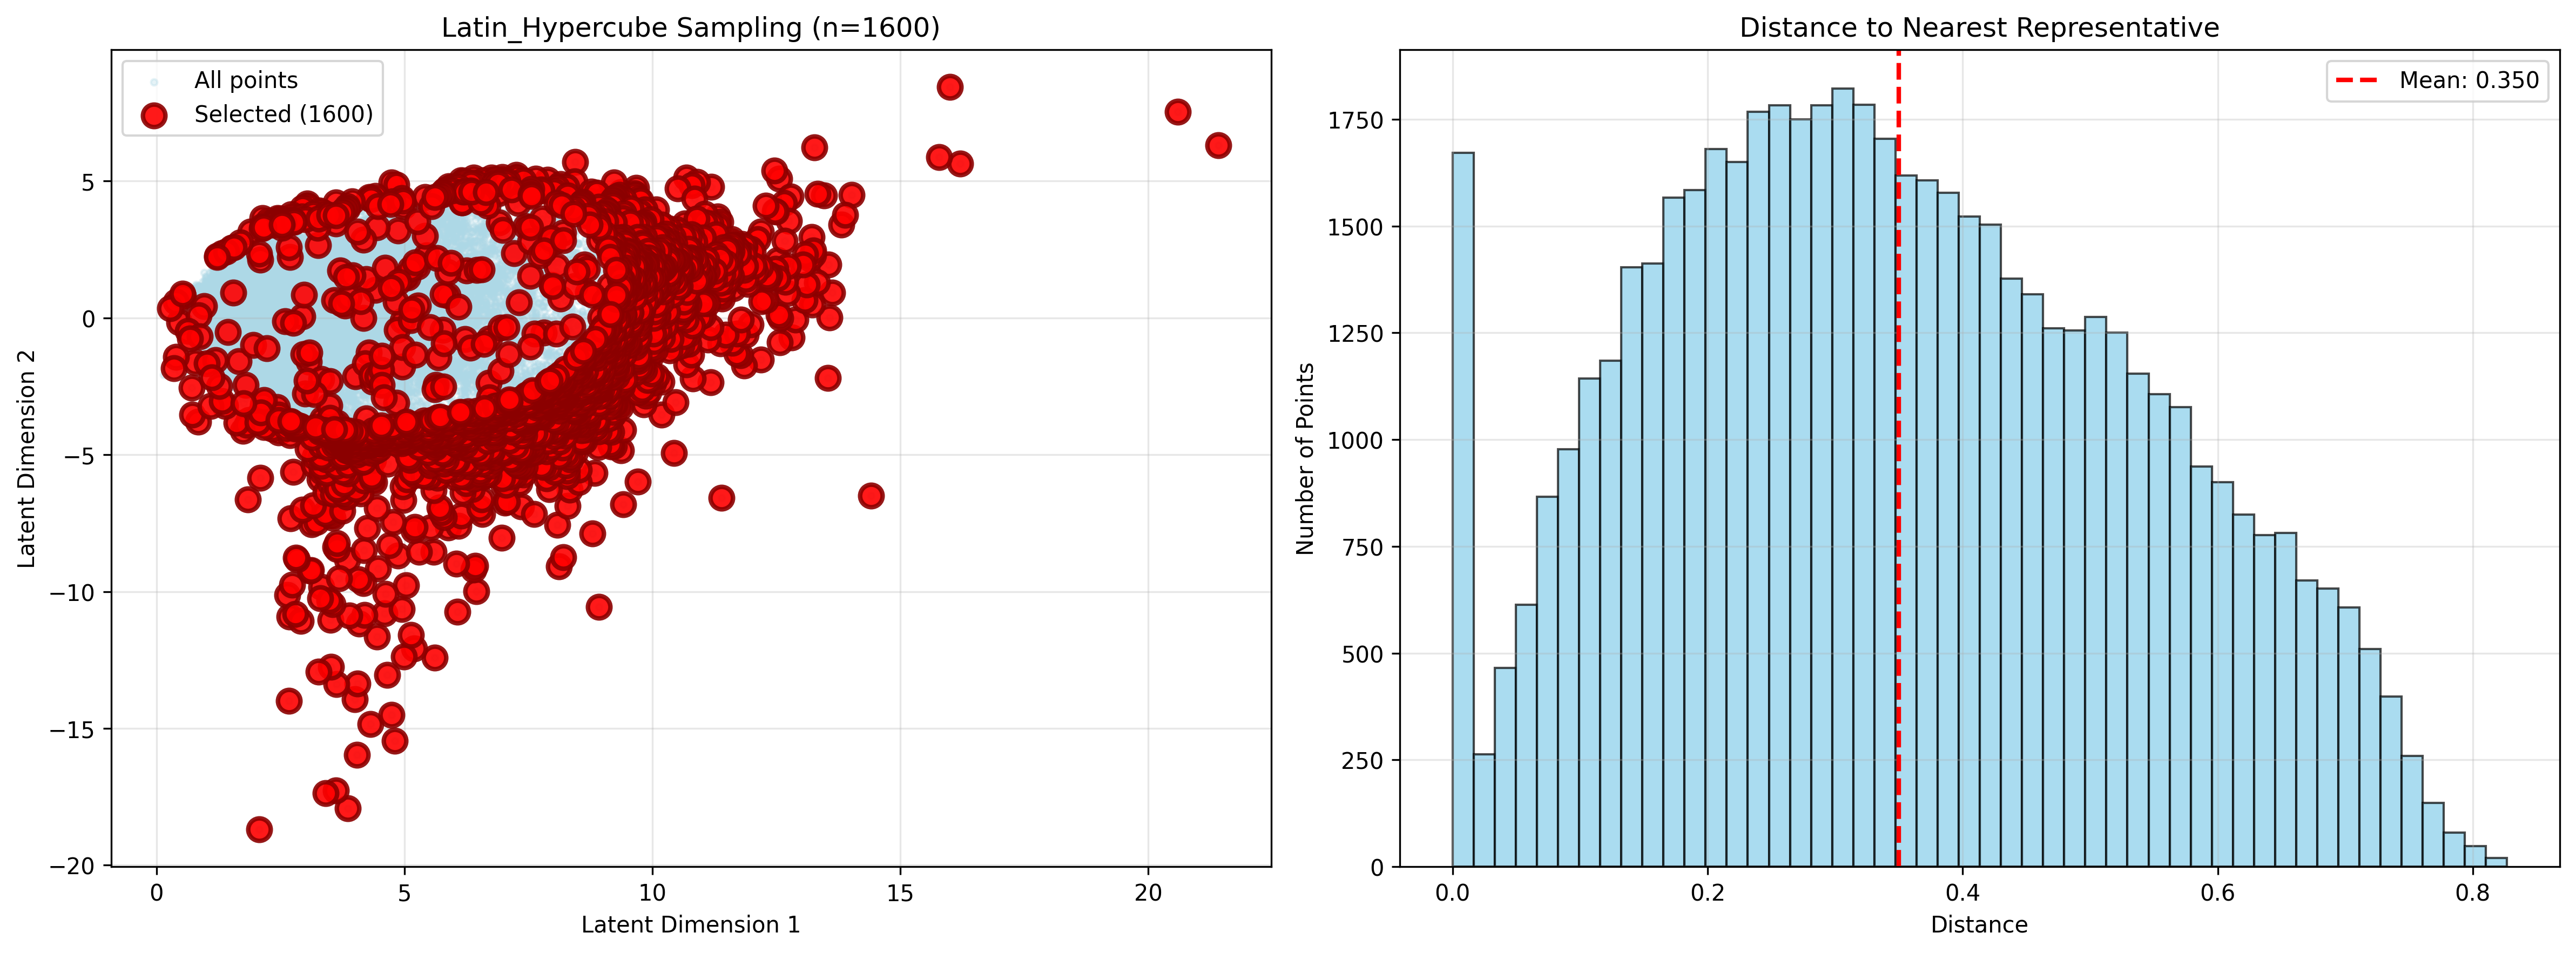 Latin_Hypercube Sampling (n=1600)
All points
Selected (1600)
5
0
−5
−10
−15
−20
Latent Dimension 2
0
5
10
15
20
Latent Dimension 1
Distance to Nearest Representative
Mean: 0.350
1750
1500
1250
1000
750
500
250
0
Number of Points
0.0
0.2
0.4
0.6
0.8
Distance